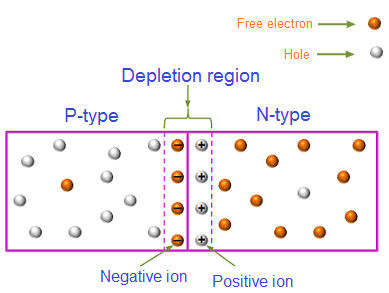 Free electron
Hole
Depletion region
P-type
N-type
Negative ion
Positive ion